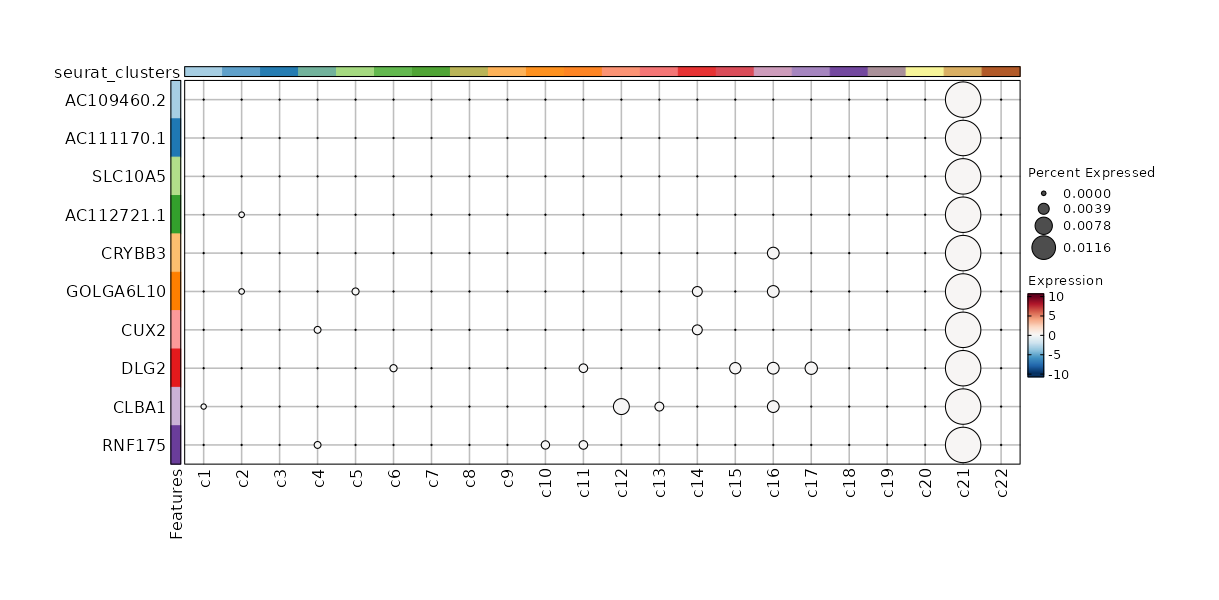 seurat_clusters
AC109460.2
AC111170.1
SLC10A5
AC112721.1
CRYBB3
GOLGA6L10
CUX2
DLG2
CLBA1
RNF175
Features
c1 c2 c3 c4 c5 c6 c7 c8 c9 c10 c11 c12 c13 c14 c15 c16 c17 c18 c19 c20 c21 c22
Percent Expressed
0.0000
0.0039
0.0078
0.0116
Expression
10
5
0
-5
-10